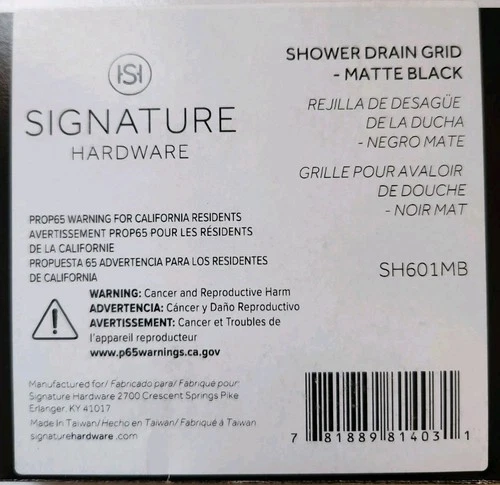 SHI
SIGNATURE
HARDWARE
SHOWER DRAIN GRID
- MATTE BLACK
REJILLA DE DESAGÜE
DE LA DUCHA
- NEGRO MATE
GRILLE POUR AVALOIR
DE DOUCHE
- NOIR MAT
SH601MB
PROP65 WARNING FOR CALIFORNIA RESIDENTS
AVERTISSEMENT PROP65 POUR LES RÉSIDENTS
DE LA CALIFORNIE
PROPUESTA 65 ADVERTENCIA PARA LOS RESIDENTES
DE CALIFORNIA
WARNING: Cancer and Reproductive Harm
ADVERTENCIA: Cáncer y Daño Reproductivo
AVERTISSEMENT: Cancer et Troubles de
l'appareil reproducteur
www.p65warnings.ca.gov
Manufactured for/ Fabricado para/ Fabriqué pour:
Signature Hardware 2700 Crescent Springs Pike
Erlanger, KY 41017
Made In Taiwan/Hecho en Taiwán/Fabriqué à Taiwan
signaturehardware.com
7 81889 81403 1